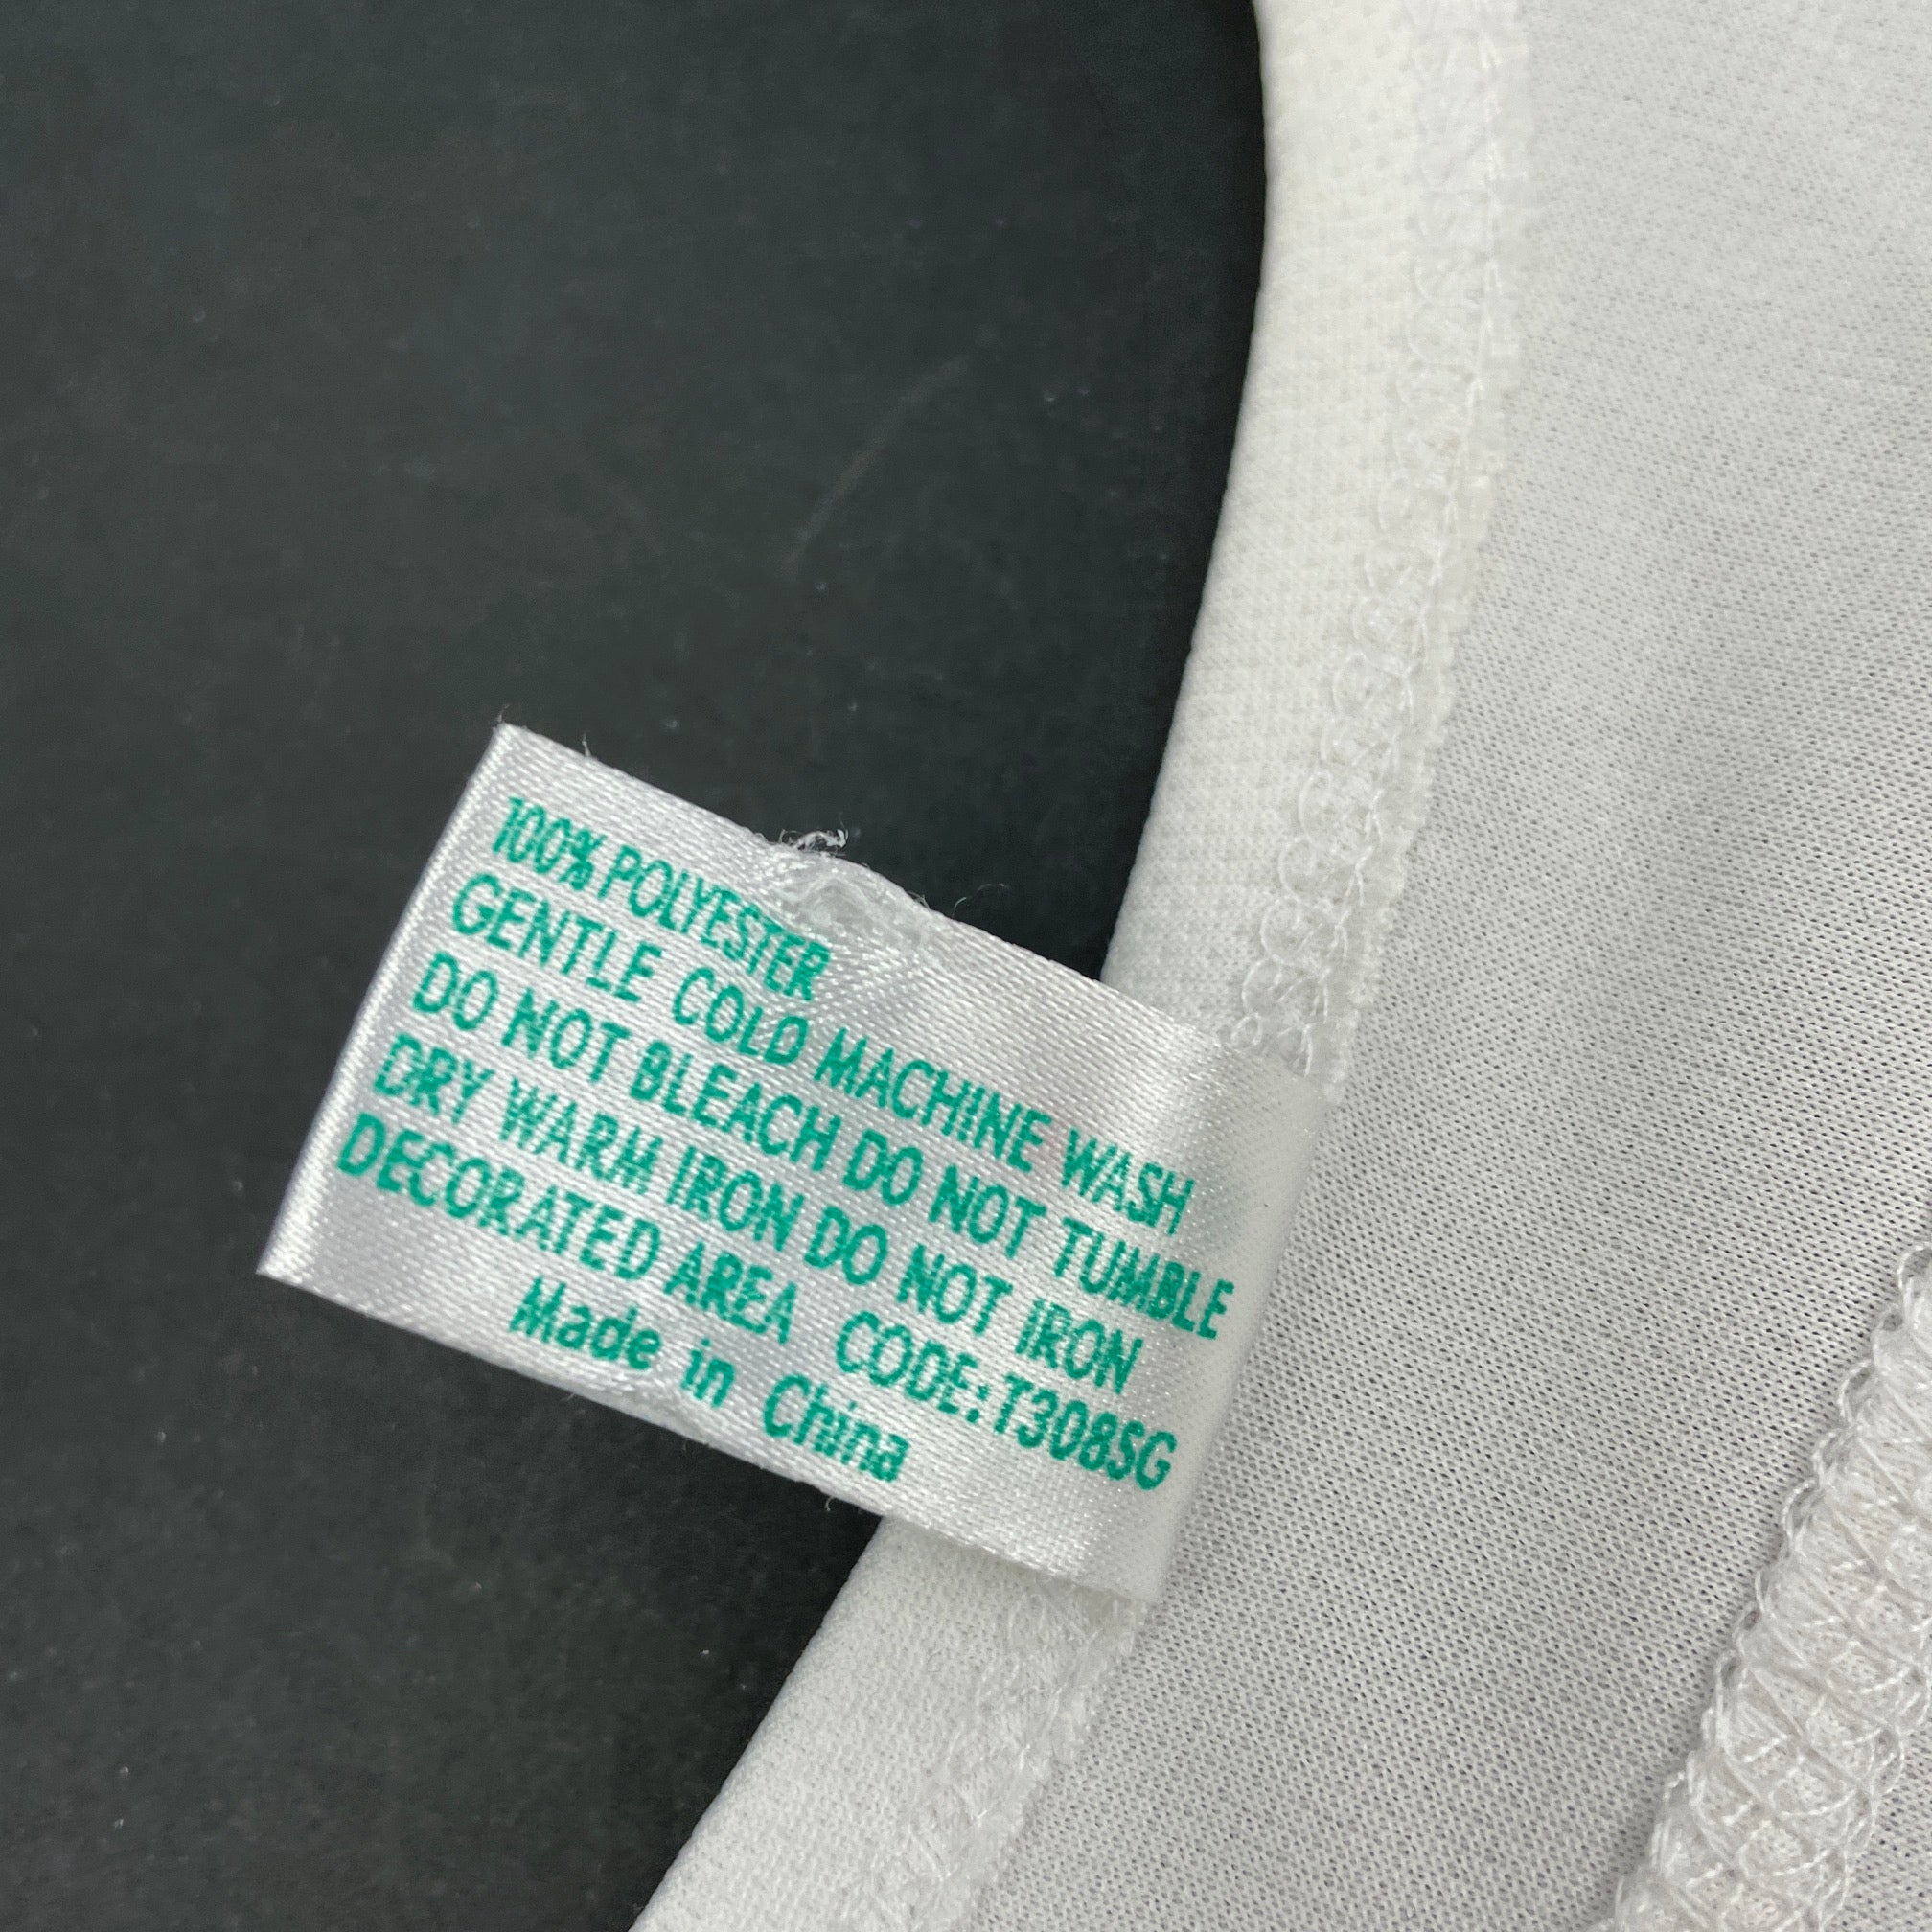 100% POLYESTER
GENTLE COLD MACHINE WASH
DO NOT BLEACH DO NOT TUMBLE
DRY WARM IRON DO NOT IRON
DECORATED AREA CODE:T308SG
Made in China